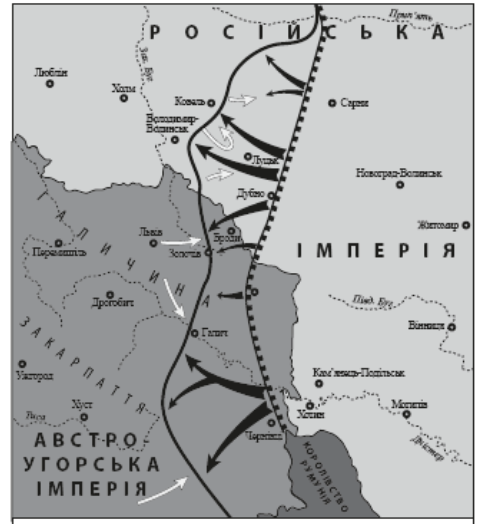 Прип'ять
РОСІЙСЬКА
Зах. Буг
Люблін
Холм
Ковель
Сарни
Володимир-
Волинськ
Луцьк
Новоград-Волинськ
Дубно
Житомир
ГАЛИЧИНА
Львів
Броди
ІМПЕРІЯ
Перемишль
Золочів
Дрогобич
Півд. Буг
Вінниця
ЗАКАРПАТТЯ
Галич
Кам'янець-Подільськ
Ужгород
Хотин
Могилів
Тиса
Хуст
Чернівці
Дністер
АВСТРО-
УГОРСЬКА
ІМПЕРІЯ
КОРОЛІВСТВО
РУМУНІЯ